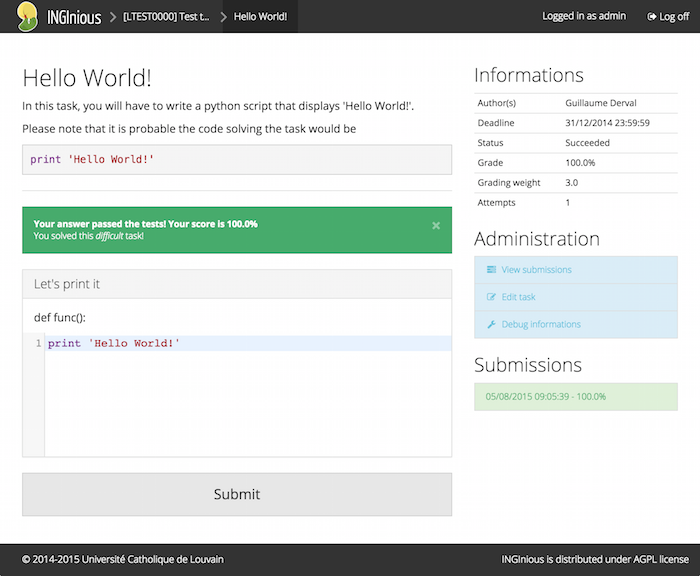 INGInious
[LTEST0000] Test t...
Hello World!
Logged in as admin
Log off
Hello World!
In this task, you will have to write a python script that displays 'Hello World!'.
Please note that it is probable the code solving the task would be
print 'Hello World!'
Your answer passed the tests! Your score is 100.0%
You solved this difficult task!
×
Let's print it
def func():
1 print 'Hello World!'
Submit
Informations
Author(s) Guillaume Derval
Deadline 31/12/2014 23:59:59
Status Succeeded
Grade 100.0%
Grading weight 3.0
Attempts 1
Administration
View submissions
Edit task
Debug informations
Submissions
05/08/2015 09:05:39 - 100.0%
© 2014-2015 Université Catholique de Louvain
INGInious is distributed under AGPL license